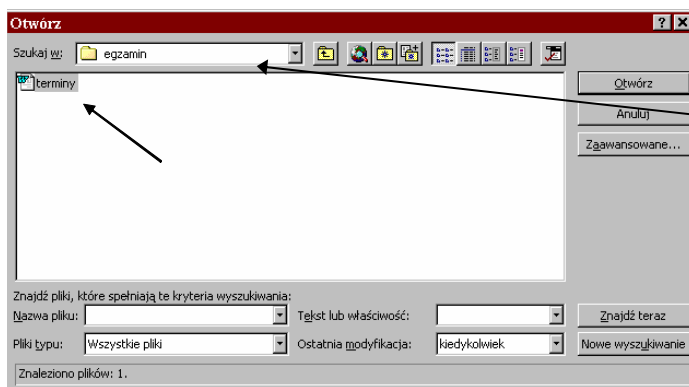 Otwórz
Szukaj w: egzamin
terminy
Otwórz
Anuluj
Zaawansowane...
Znajdź pliki, które spełniają te kryteria wyszukiwania:
Nazwa pliku: Tekst lub właściwość: Znajdź teraz
Pliki typu: Wszystkie pliki Ostatnia modyfikacja: kiedykolwiek Nowe wyszukiwanie
Znaleziono plików: 1.